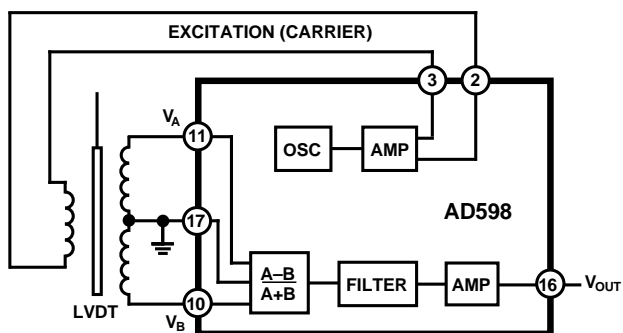 EXCITATION (CARRIER)
3
2
VA
11
OSC
AMP
17
AD598
A–B
A+B
FILTER
AMP
16
VOUT
10
LVDT
VB